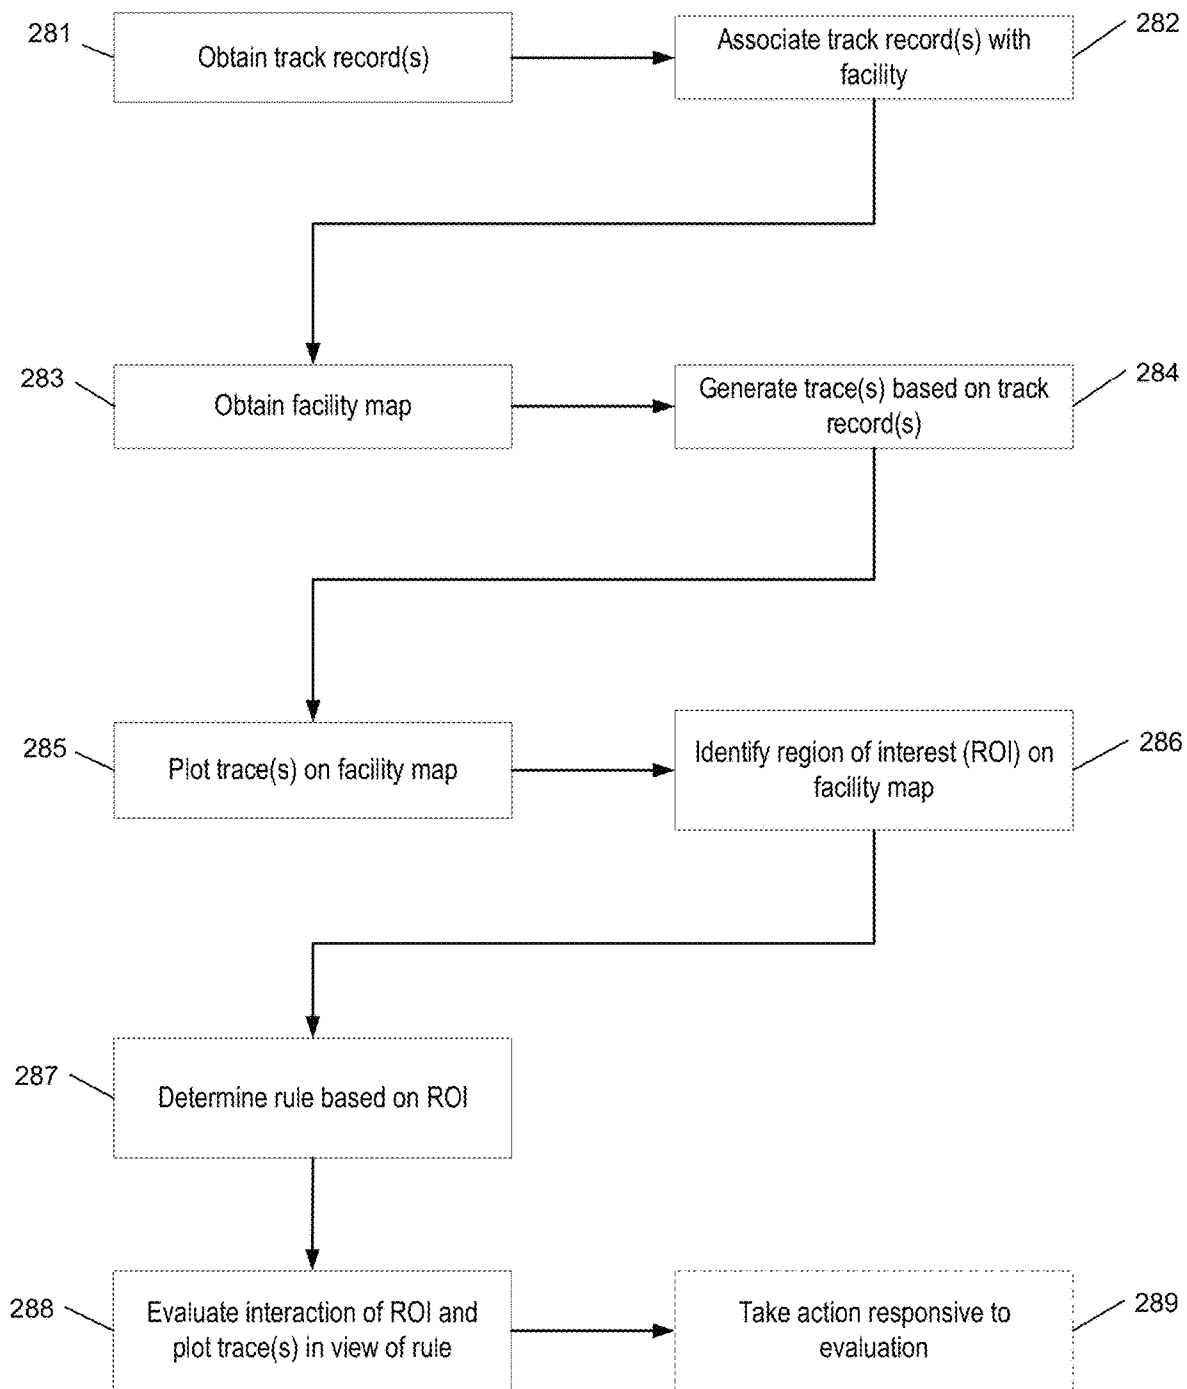 281
Obtain track record(s)
Associate track record(s) with
facility
282
283
Obtain facility map
Generate trace(s) based on track
record(s)
284
285
Plot trace(s) on facility map
Identify region of interest (ROI) on
facility map
286
287
Determine rule based on ROI
288
Evaluate interaction of ROI and
plot trace(s) in view of rule
Take action responsive to
evaluation
289